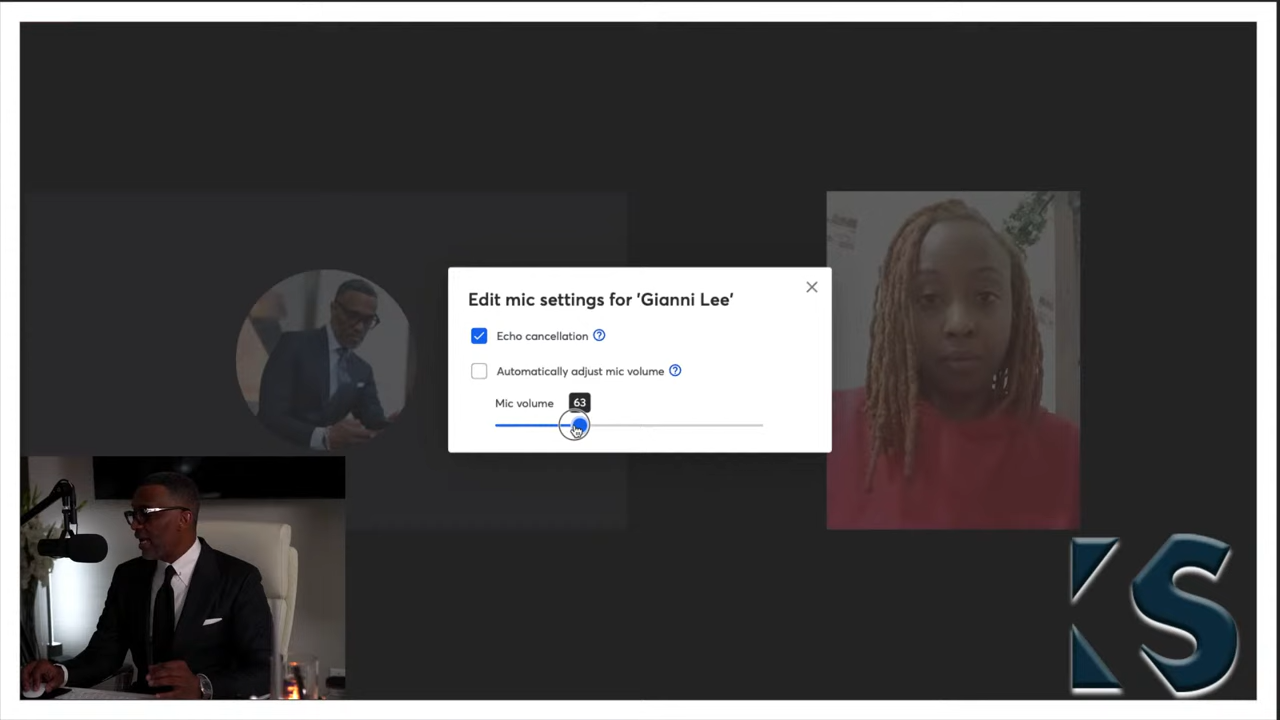 Edit mic settings for 'Gianni Lee'
Echo cancellation
Automatically adjust mic volume
Mic volume 63
KS